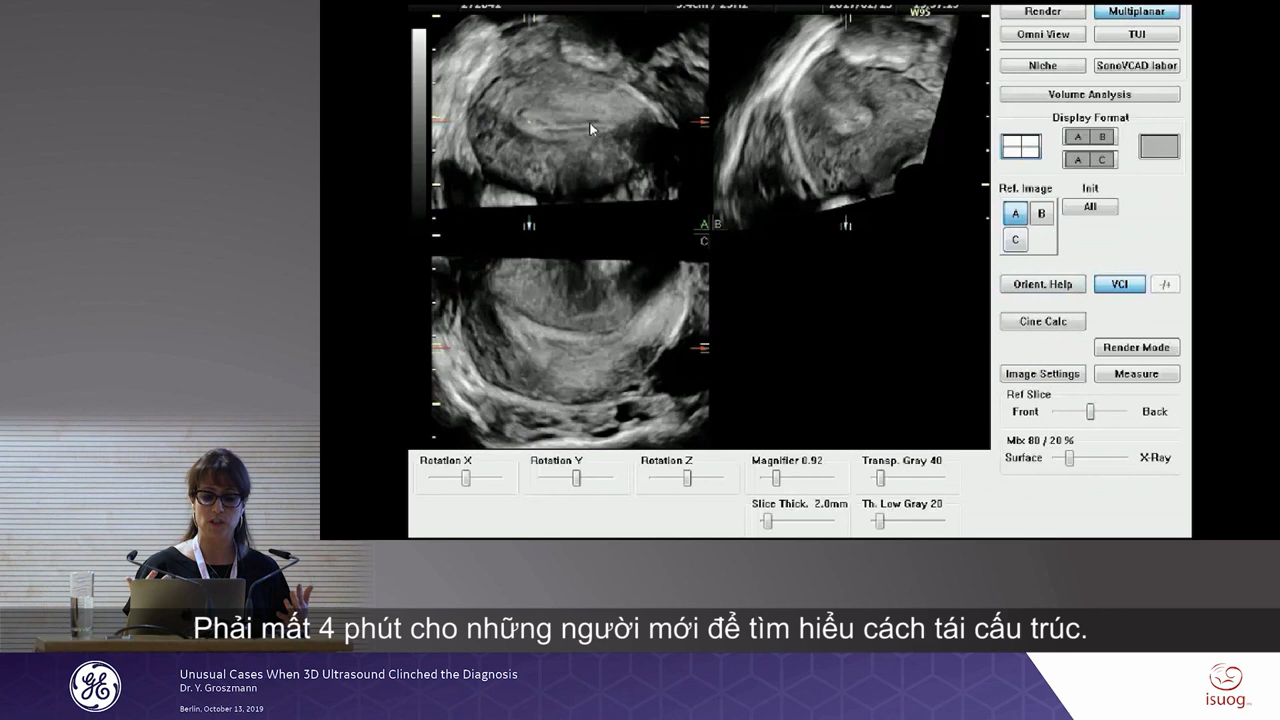 W95
Render
Multiplanar
Omni View
TUI
Niche
SonoVCAD labor
Volume Analysis
Display Format
A B
A C
Ref. Image
Init
A B
All
C
A B
C
Orient. Help
VCI
-/+
Cine Calc
Render Mode
Image Settings
Measure
Ref Slice
Front
Back
Mix 80 / 20 %
Surface
X-Ray
Rotation X
Rotation Y
Rotation Z
Magnifier 0.92
Transp. Gray 40
Slice Thick. 2.0mm
Th. Low Gray 20
Phải mất 4 phút cho những người mới để tìm hiểu cách tái cấu trúc.
Unusual Cases When 3D Ultrasound Clinched the Diagnosis
Dr. Y. Groszmann
Berlin, October 13, 2019
isuog